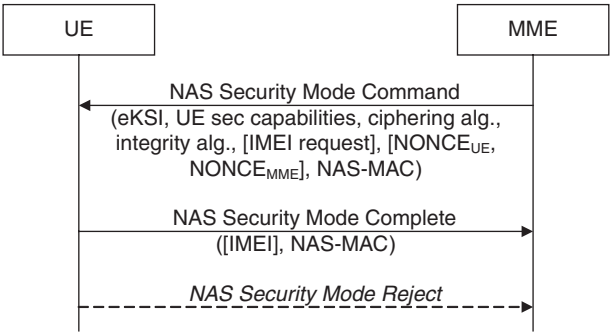 UE
MME
NAS Security Mode Command
(eKSI, UE sec capabilities, ciphering alg.,
integrity alg., [IMEI request], [NONCEUE,
NONCEMME], NAS-MAC)
NAS Security Mode Complete
([IMEI], NAS-MAC)
NAS Security Mode Reject